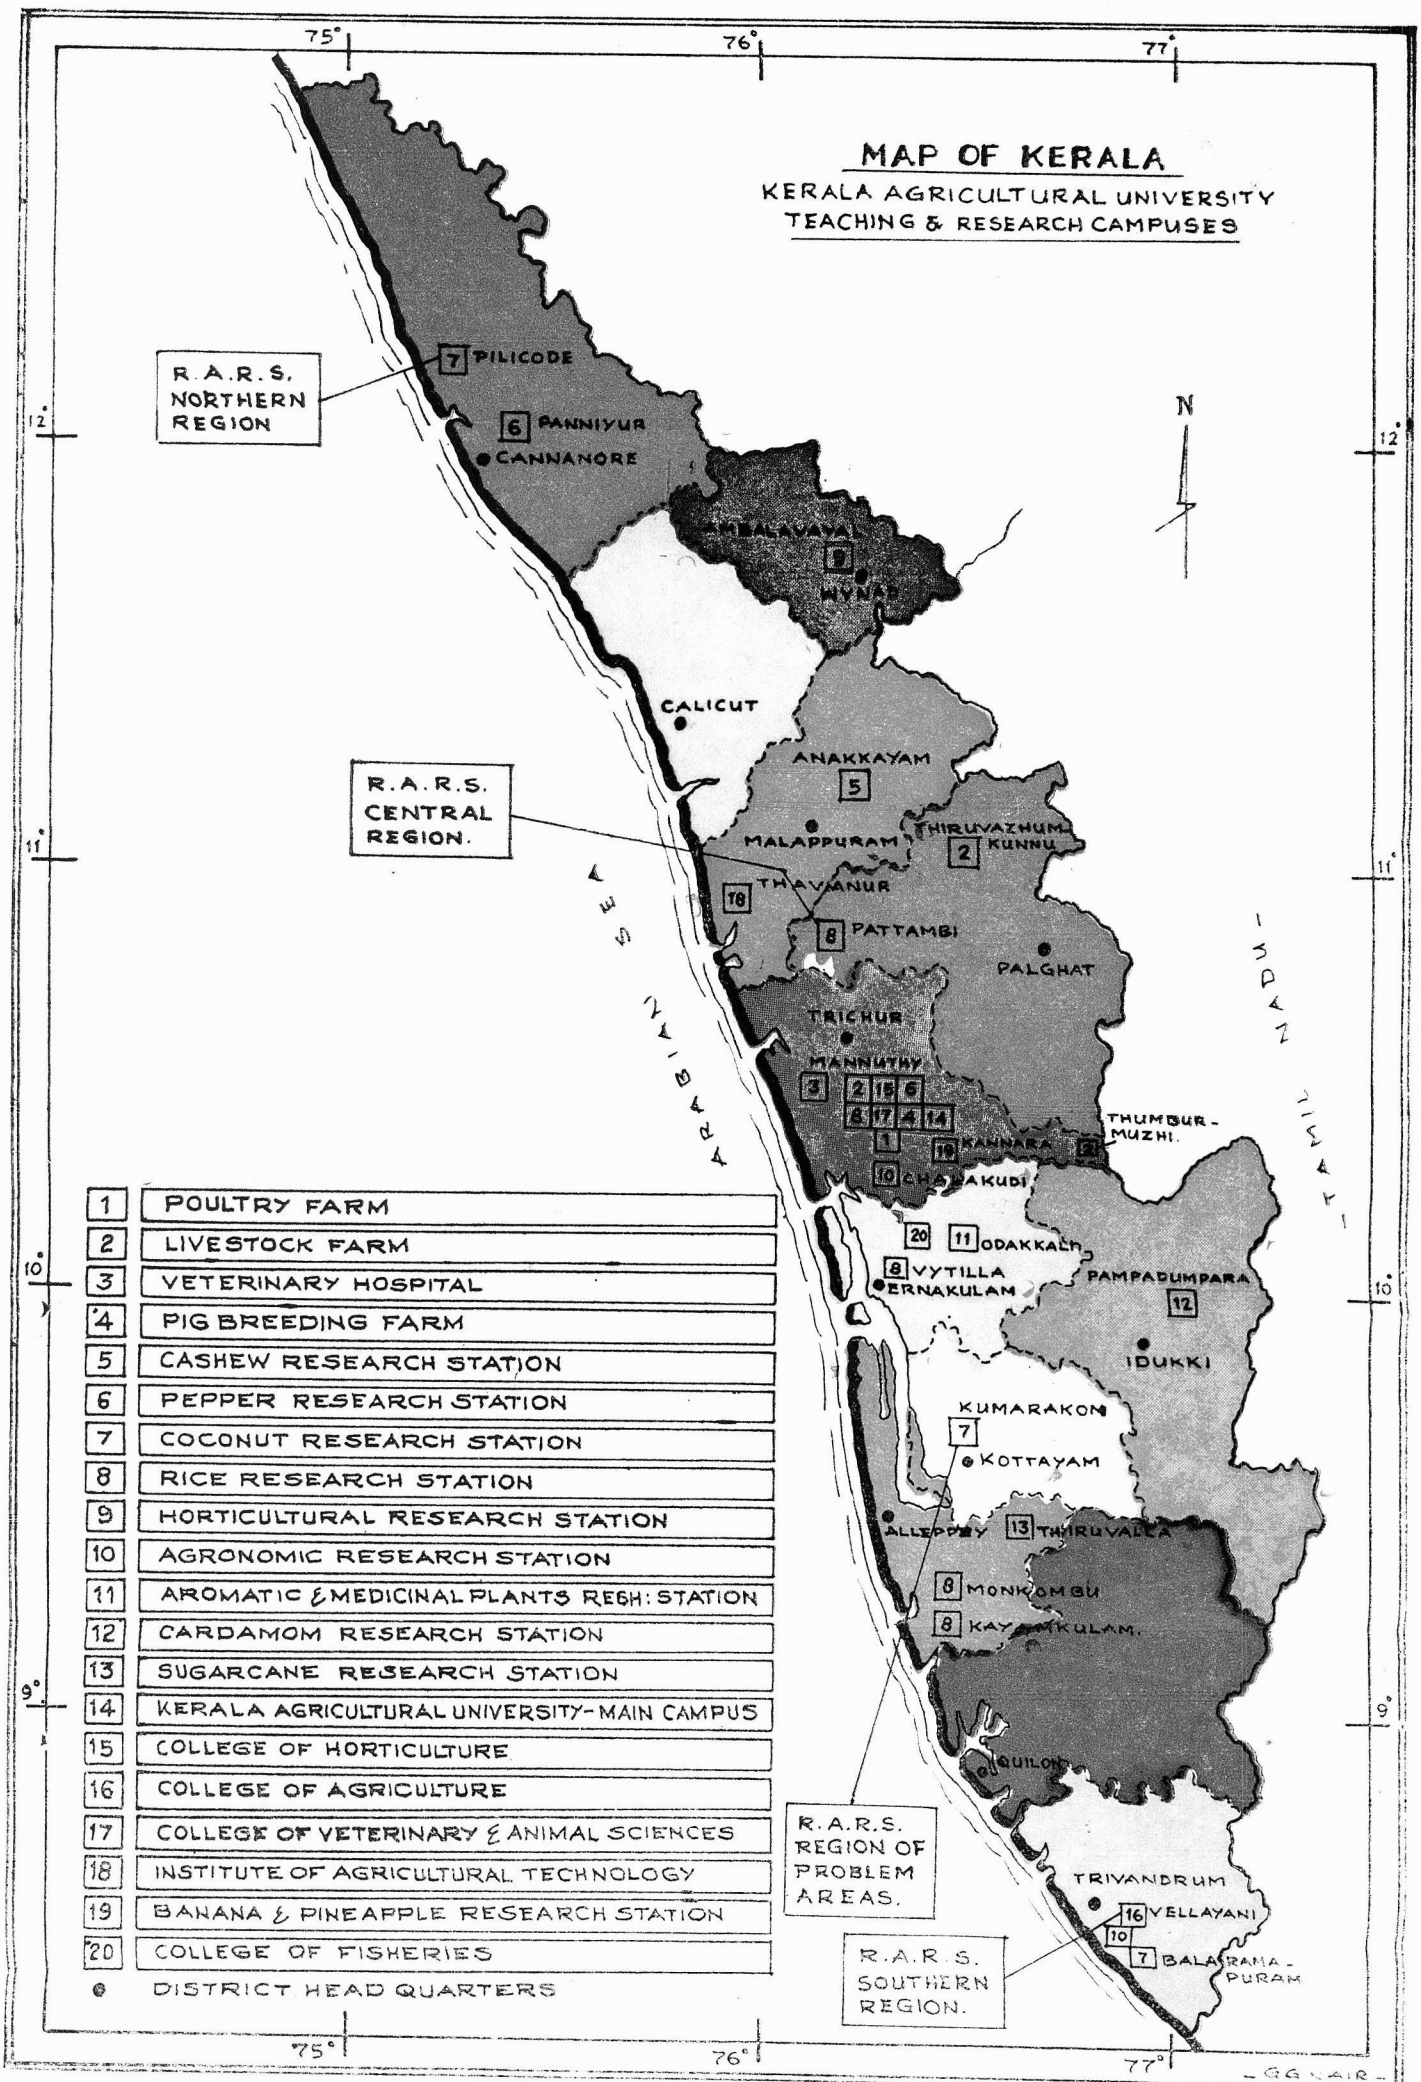 75°
76°
77°
MAP OF KERALA
KERALA AGRICULTURAL UNIVERSITY
TEACHING & RESEARCH CAMPUSES
R.A.R.S.
NORTHERN
REGION
7 PILICODE
6 PANNIYUR
CANNANORE
12°
N
12°
AMBALAVAYAL
9
WYNAD
CALICUT
R.A.R.S.
CENTRAL
REGION.
ANAKKAYAM
5
MALAPPURAM
THIRUVAZHUM
KUNNU
2
11°
11°
THAVANUR
18
8 PATTAMBI
PALGHAT
ARABIAN SEA
- TAMIL NADU -
TRICHUR
MANNUTHY
3 2 15 6
8 17 4 14
1
19 KANNARA
2
THUMBUR-
MUZHI.
10 CHALAKUDI
20
11 ODAKKALI
8 VYTILLA
ERNAKULAM
10°
10°
PAMPADUMPARA
12
IDUKKI
KUMARAKOM
7
KOTTAYAM
ALLEPPEY
13 THIRUVALLA
8 MONKOMBU
8 KAYAMKULAM.
9°
9°
QUILON
R.A.R.S.
REGION OF
PROBLEM
AREAS.
TRIVANDRUM
16 VELLAYANI
10
7 BALARAMA-
PURAM
R.A.R.S.
SOUTHERN
REGION.
1 POULTRY FARM
2 LIVESTOCK FARM
3 VETERINARY HOSPITAL
4 PIG BREEDING FARM
5 CASHEW RESEARCH STATION
6 PEPPER RESEARCH STATION
7 COCONUT RESEARCH STATION
8 RICE RESEARCH STATION
9 HORTICULTURAL RESEARCH STATION
10 AGRONOMIC RESEARCH STATION
11 AROMATIC & MEDICINAL PLANTS RESH: STATION
12 CARDAMOM RESEARCH STATION
13 SUGARCANE RESEARCH STATION
14 KERALA AGRICULTURAL UNIVERSITY-MAIN CAMPUS
15 COLLEGE OF HORTICULTURE
16 COLLEGE OF AGRICULTURE
17 COLLEGE OF VETERINARY & ANIMAL SCIENCES
18 INSTITUTE OF AGRICULTURAL TECHNOLOGY
19 BANANA & PINEAPPLE RESEARCH STATION
20 COLLEGE OF FISHERIES
DISTRICT HEAD QUARTERS
75°
76°
77°
- GGNAIR -